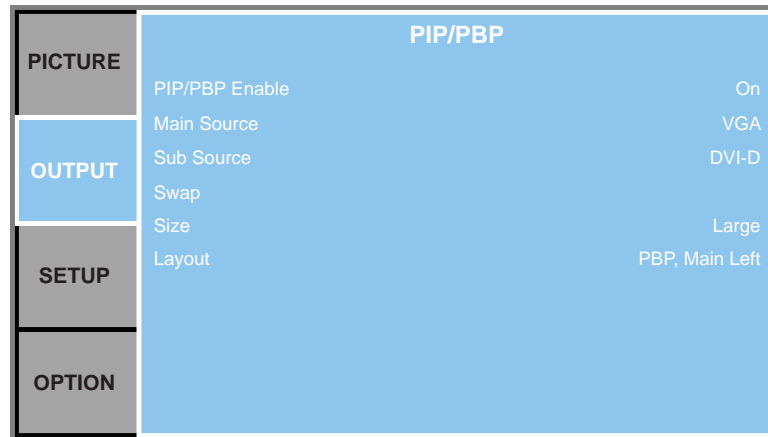 PICTURE
OUTPUT
SETUP
OPTION
PIP/PBP
PIP/PBP Enable On
Main Source VGA
Sub Source DVI-D
Swap
Size Large
Layout PBP, Main Left